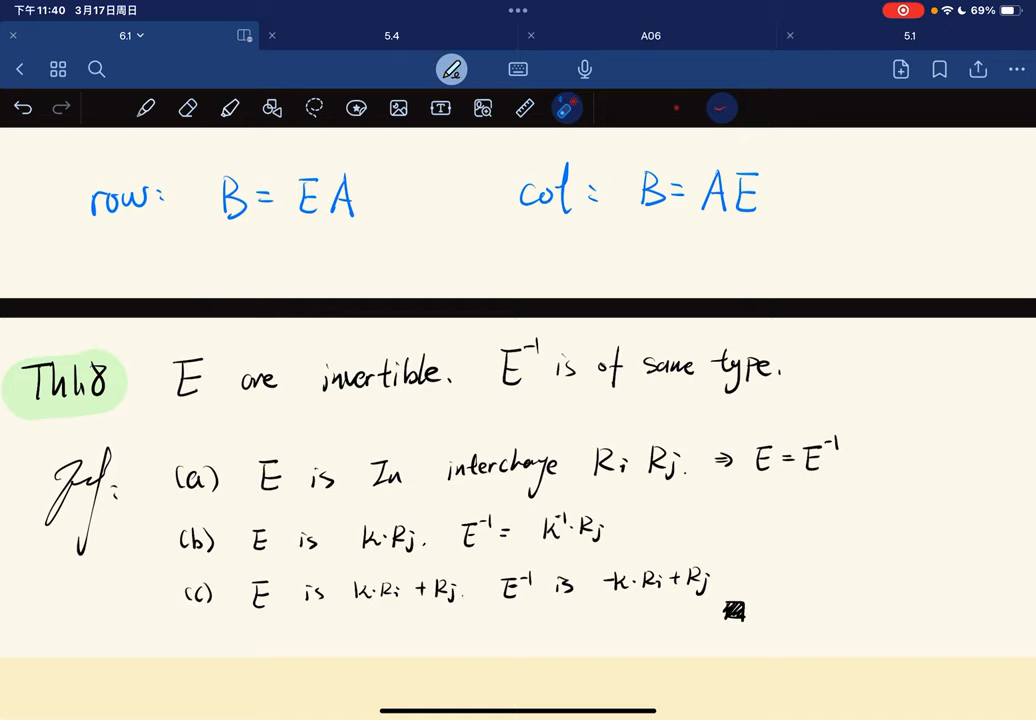 下午11:40 3月17日周日 69%
6.1 5.4 A06 5.1
row: B = EA col: B = AE
Th1.8 E are invertible. E⁻¹ is of same type.
pf: (a) E is In interchange Ri Rj. ⇒ E = E⁻¹
(b) E is k·Rj. E⁻¹ = k⁻¹·Rj
(c) E is k·Ri + Rj. E⁻¹ is -k·Ri + Rj